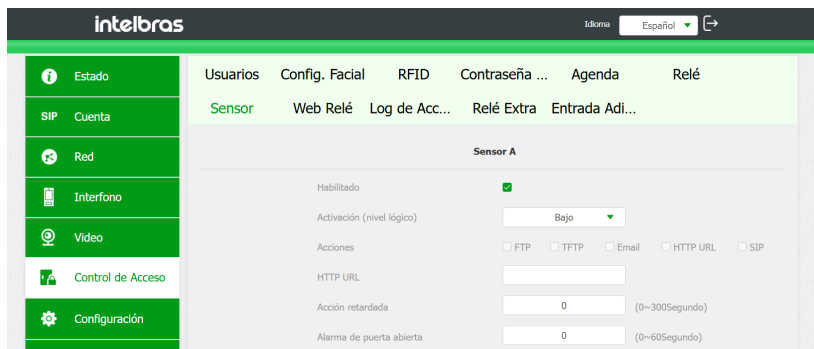 intelbras
Idioma Español
Estado
SIP Cuenta
Red
Interfono
Video
Control de Acceso
Configuración
Usuarios Config. Facial RFID Contraseña ... Agenda Relé
Sensor Web Relé Log de Acc... Relé Extra Entrada Adi...
Sensor A
Habilitado
Activación (nivel lógico) Bajo
Acciones FTP TFTP Email HTTP URL SIP
HTTP URL
Acción retardada 0 (0~300Segundo)
Alarma de puerta abierta 0 (0~60Segundo)